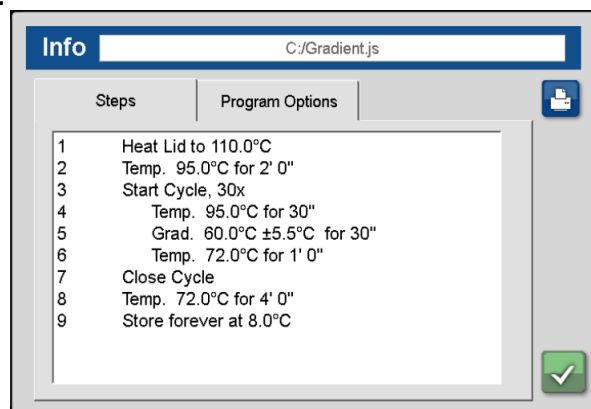 Info C:/Gradient.js
Steps Program Options
1 Heat Lid to 110.0°C
2 Temp. 95.0°C for 2' 0"
3 Start Cycle, 30x
4 Temp. 95.0°C for 30"
5 Grad. 60.0°C ±5.5°C for 30"
6 Temp. 72.0°C for 1' 0"
7 Close Cycle
8 Temp. 72.0°C for 4' 0"
9 Store forever at 8.0°C